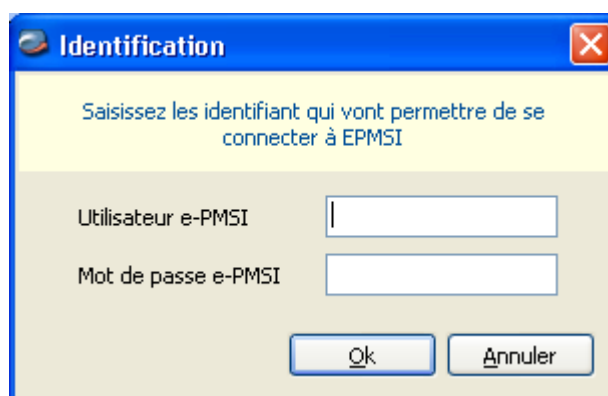 Identification
Saisissez les identifiant qui vont permettre de se
connecter à EPMSI
Utilisateur e-PMSI
Mot de passe e-PMSI
Ok Annuler